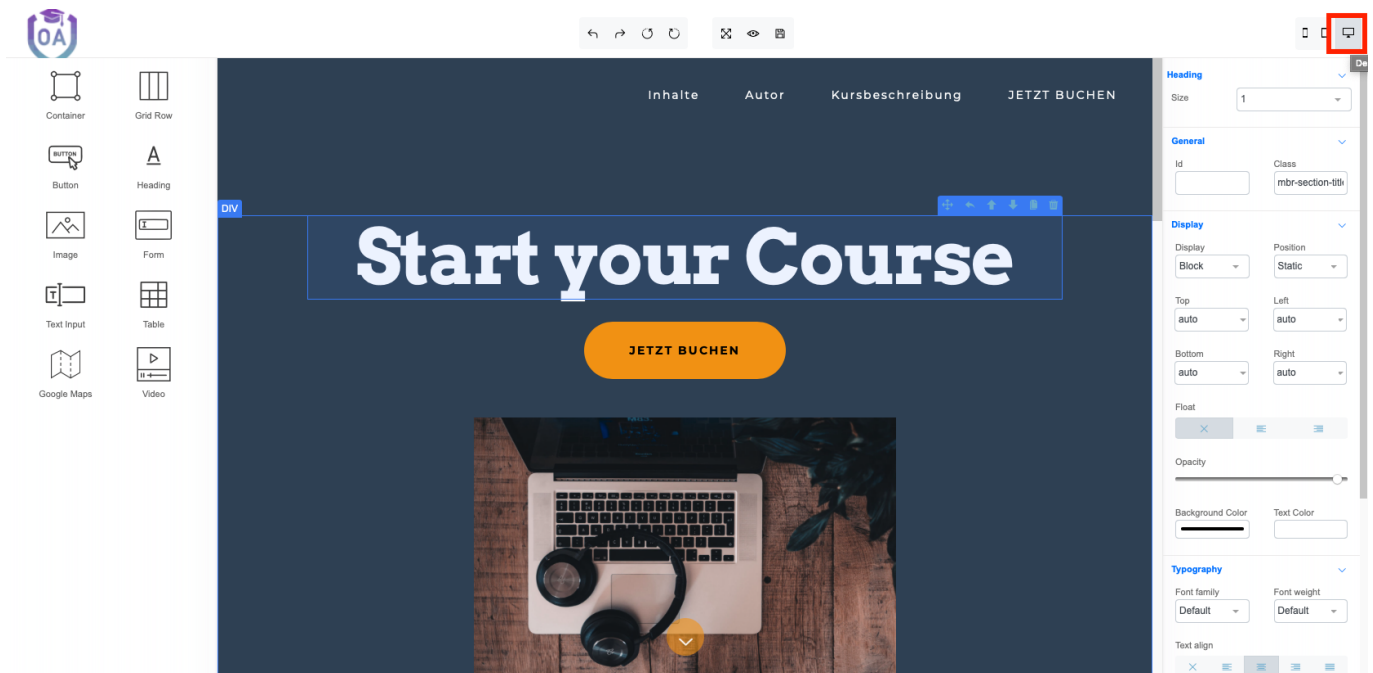 OA
De
Inhalte Autor Kursbeschreibung JETZT BUCHEN
Container Grid Row
BUTTON
Button Heading
Image Form
Text Input Table
Google Maps Video
DIV
Start your Course
JETZT BUCHEN
Heading
Size 1
General
Id Class
mbr-section-title
Display
Display Position
Block Static
Top Left
auto auto
Bottom Right
auto auto
Float
Opacity
Background Color Text Color
Typography
Font family Font weight
Default Default
Text align